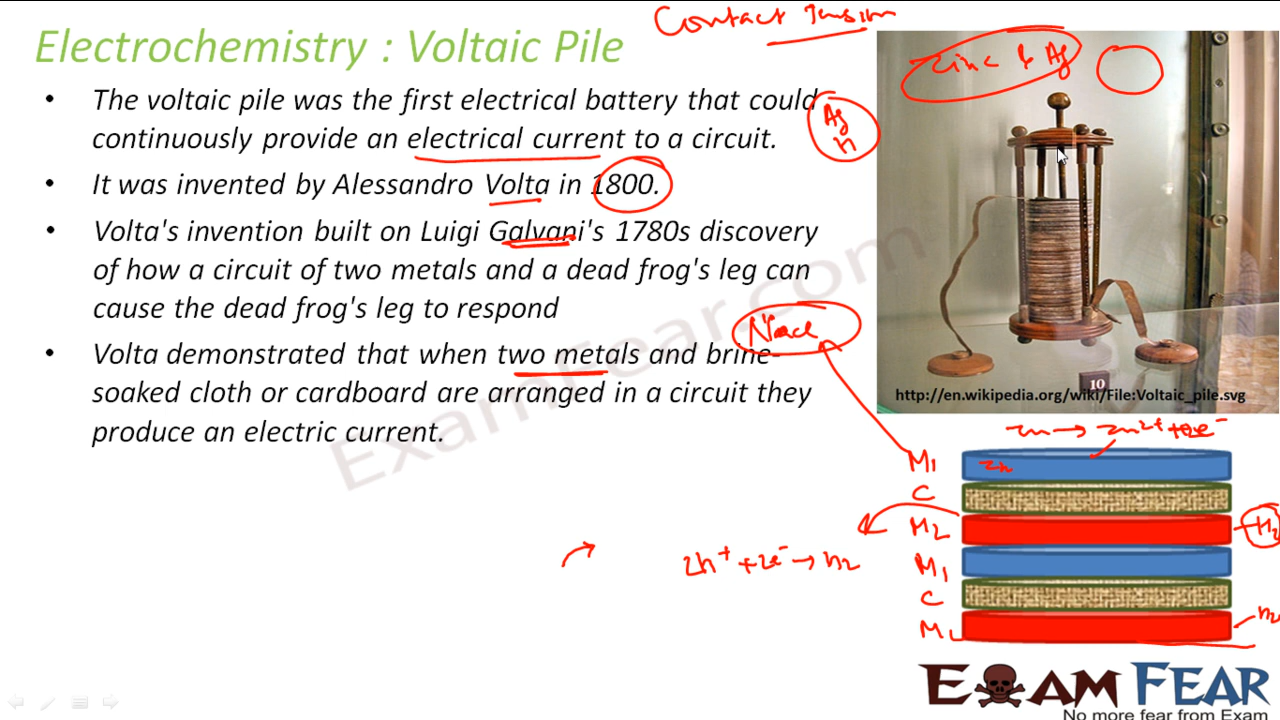 Contact Tension
Electrochemistry : Voltaic Pile
Zinc & Ag
• The voltaic pile was the first electrical battery that could
continuously provide an electrical current to a circuit.
Ag
• It was invented by Alessandro Volta in 1800.
• Volta's invention built on Luigi Galvani's 1780s discovery
of how a circuit of two metals and a dead frog's leg can
cause the dead frog's leg to respond
• Volta demonstrated that when two metals and brine-
soaked cloth or cardboard are arranged in a circuit they
produce an electric current.
ExamFear.com
10
http://en.wikipedia.org/wiki/File:Voltaic_pile.svg
Zn → Zn2+ + 2e-
M1 Zn
C
M2 H2
2H+ + 2e- → H2
M1
C
H2
EXAM FEAR
No more fear from Exam